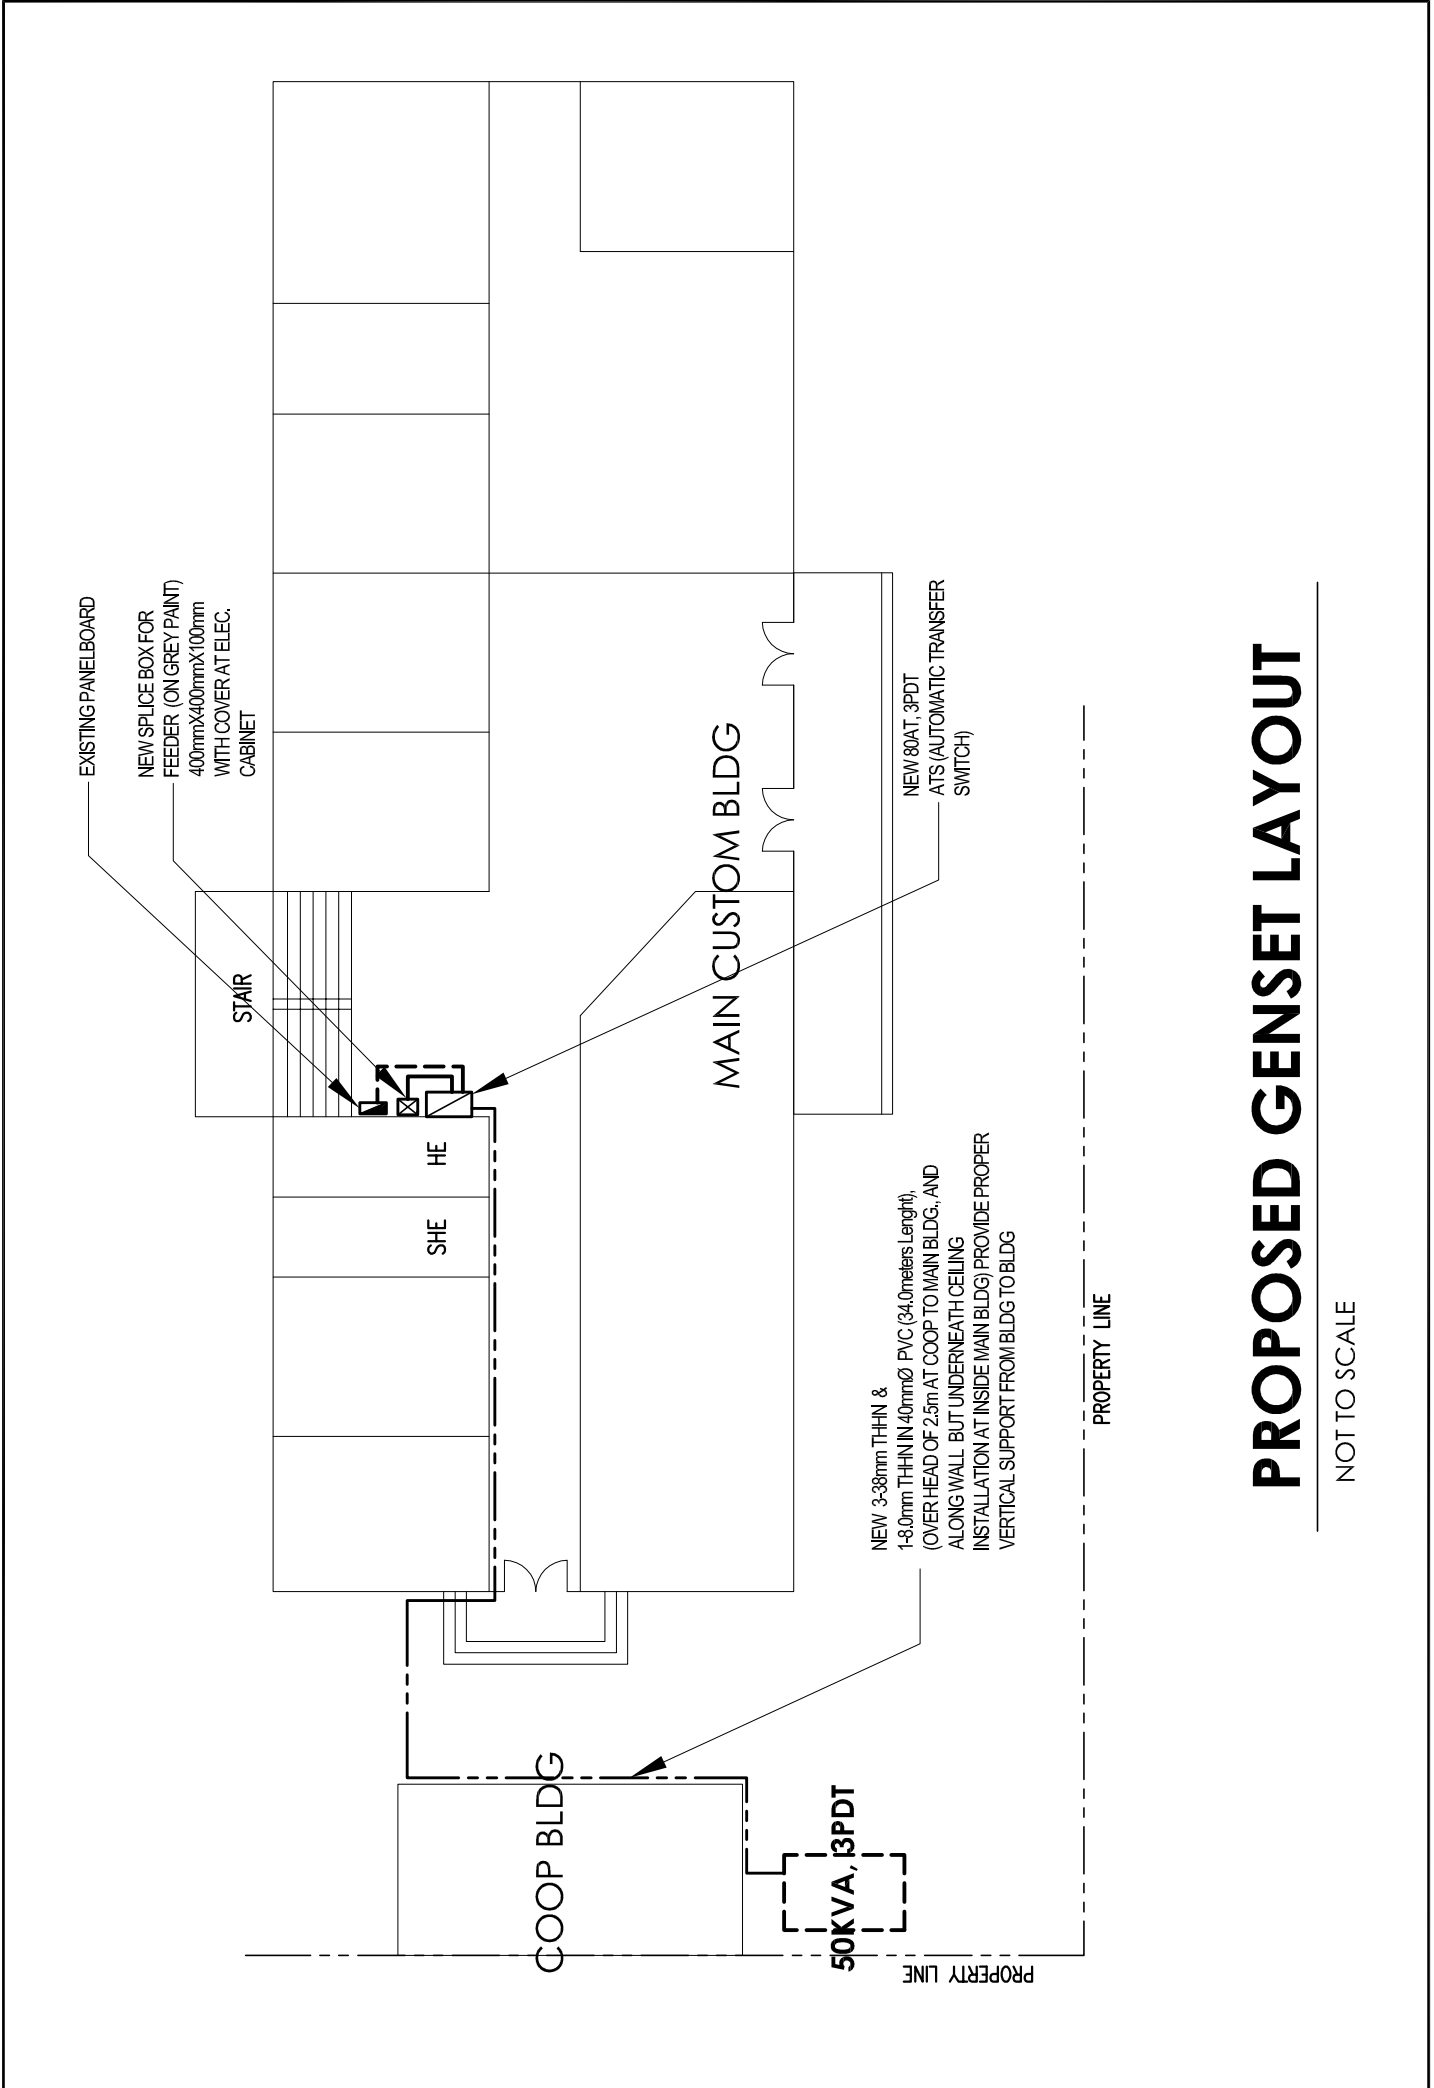 EXISTING PANELBOARD
NEW SPLICE BOX FOR
FEEDER (ON GREY PAINT)
400mmX400mmX100mm
WITH COVER AT ELEC.
CABINET
STAIR
HE
SHE
MAIN CUSTOM BLDG
NEW 80AT, 3PDT
ATS (AUTOMATIC TRANSFER
SWITCH)
NEW 3-38mm THHN &
1-8.0mm THHN IN 40mmØ PVC (34.0meters Lenght),
(OVER HEAD OF 2.5m AT COOP TO MAIN BLDG., AND
ALONG WALL BUT UNDERNEATH CEILING
INSTALLATION AT INSIDE MAIN BLDG) PROVIDE PROPER
VERTICAL SUPPORT FROM BLDG TO BLDG
COOP BLDG
50KVA, 3PDT
PROPERTY LINE
PROPERTY LINE
PROPOSED GENSET LAYOUT
NOT TO SCALE